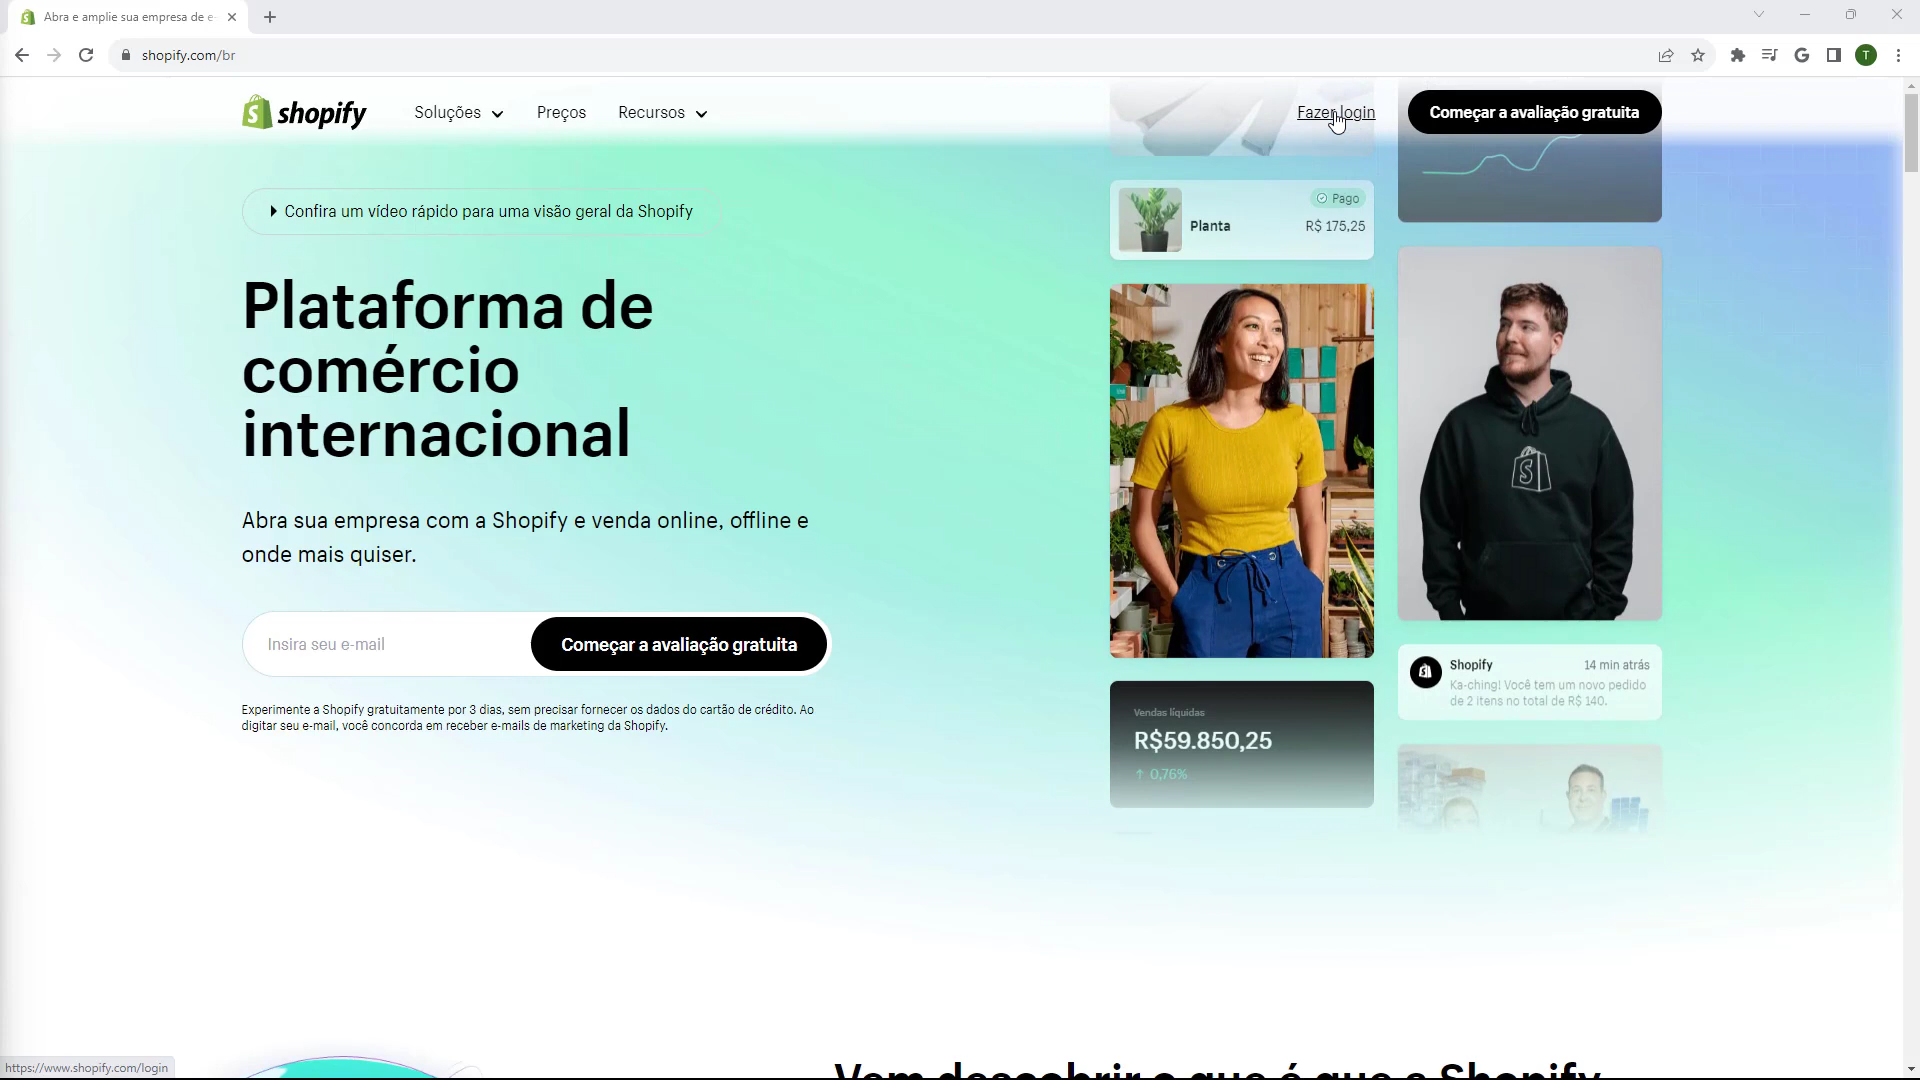 Abra e amplie sua empresa de e-
shopify.com/br
T
shopify
Soluções
Preços
Recursos
Fazer login
Começar a avaliação gratuita
Confira um vídeo rápido para uma visão geral da Shopify
Plataforma de
comércio
internacional
Abra sua empresa com a Shopify e venda online, offline e
onde mais quiser.
Insira seu e-mail
Começar a avaliação gratuita
Experimente a Shopify gratuitamente por 3 dias, sem precisar fornecer os dados do cartão de crédito. Ao
digitar seu e-mail, você concorda em receber e-mails de marketing da Shopify.
Pago
Planta
R$ 175,25
Vendas líquidas
R$59.850,25
↑ 0,76%
Shopify
14 min atrás
Ka-ching! Você tem um novo pedido
de 2 itens no total de R$ 140.
Vem descobrir o que é que a Shopify
https://www.shopify.com/login